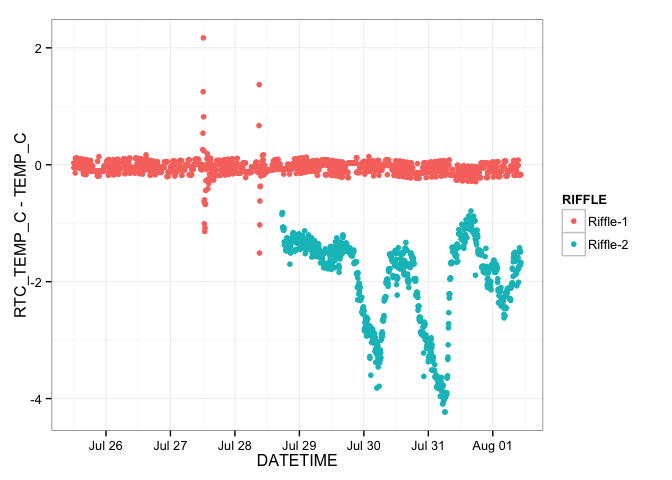 2
0
-2
-4
RTC_TEMP_C - TEMP_C
Jul 26 Jul 27 Jul 28 Jul 29 Jul 30 Jul 31 Aug 01
DATETIME
RIFFLE
Riffle-1
Riffle-2